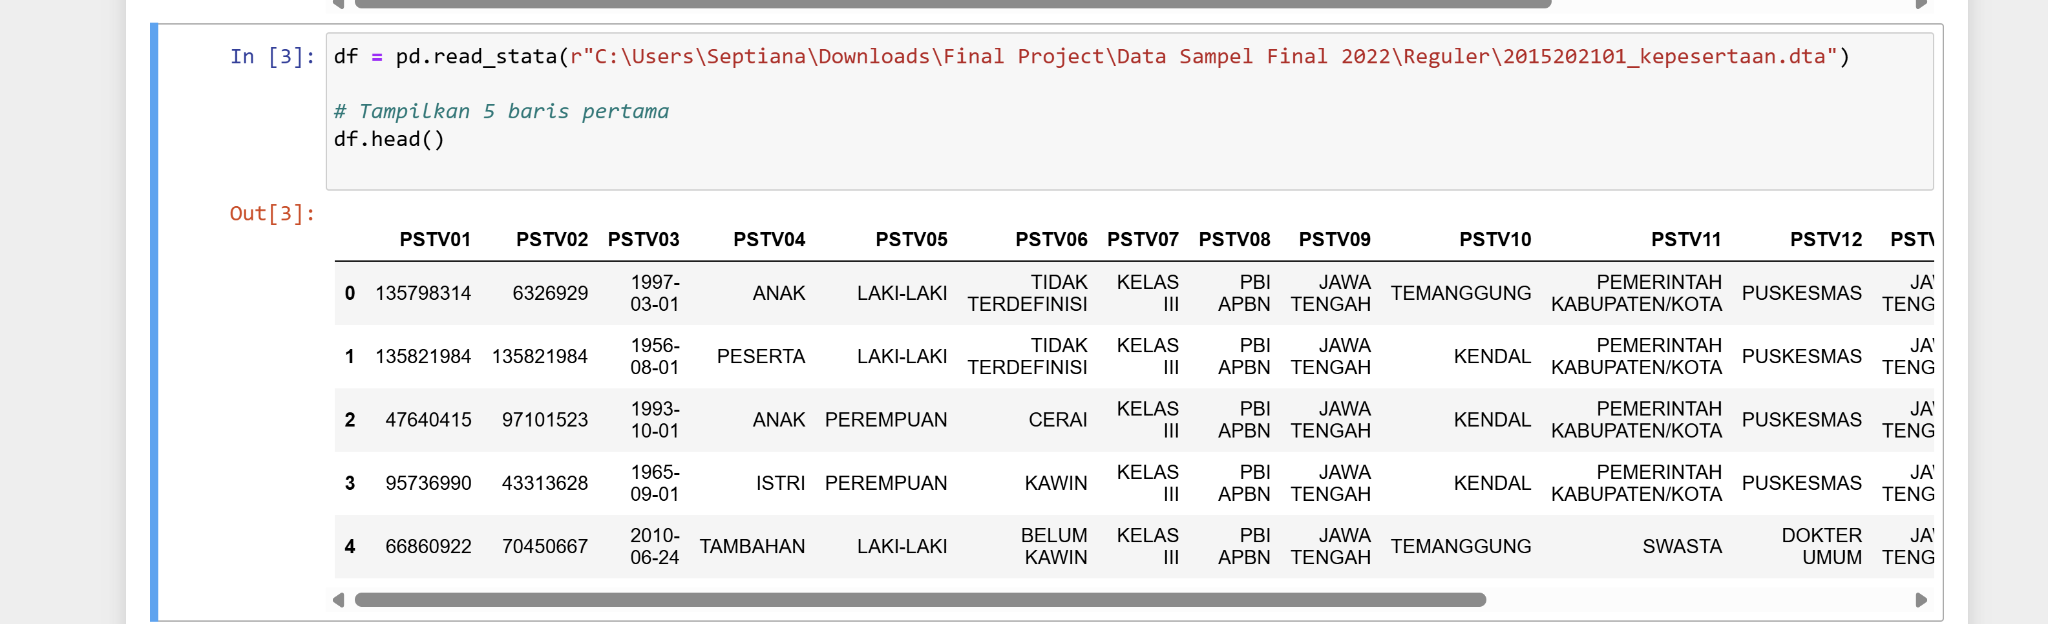 In [3]: df = pd.read_stata(r"C:\Users\Septiana\Downloads\Final Project\Data Sampel Final 2022\Reguler\2015202101_kepesertaan.dta")
# Tampilkan 5 baris pertama
df.head()
Out[3]:
PSTV01 PSTV02 PSTV03 PSTV04 PSTV05 PSTV06 PSTV07 PSTV08 PSTV09 PSTV10 PSTV11 PSTV12
0 135798314 6326929 1997-03-01 ANAK LAKI-LAKI TIDAK TERDEFINISI KELAS III PBI APBN JAWA TENGAH TEMANGGUNG PEMERINTAH KABUPATEN/KOTA PUSKESMAS
1 135821984 135821984 1956-08-01 PESERTA LAKI-LAKI TIDAK TERDEFINISI KELAS III PBI APBN JAWA TENGAH KENDAL PEMERINTAH KABUPATEN/KOTA PUSKESMAS
2 47640415 97101523 1993-10-01 ANAK PEREMPUAN CERAI KELAS III PBI APBN JAWA TENGAH KENDAL PEMERINTAH KABUPATEN/KOTA PUSKESMAS
3 95736990 43313628 1965-09-01 ISTRI PEREMPUAN KAWIN KELAS III PBI APBN JAWA TENGAH KENDAL PEMERINTAH KABUPATEN/KOTA PUSKESMAS
4 66860922 70450667 2010-06-24 TAMBAHAN LAKI-LAKI BELUM KAWIN KELAS III PBI APBN JAWA TENGAH TEMANGGUNG SWASTA DOKTER UMUM